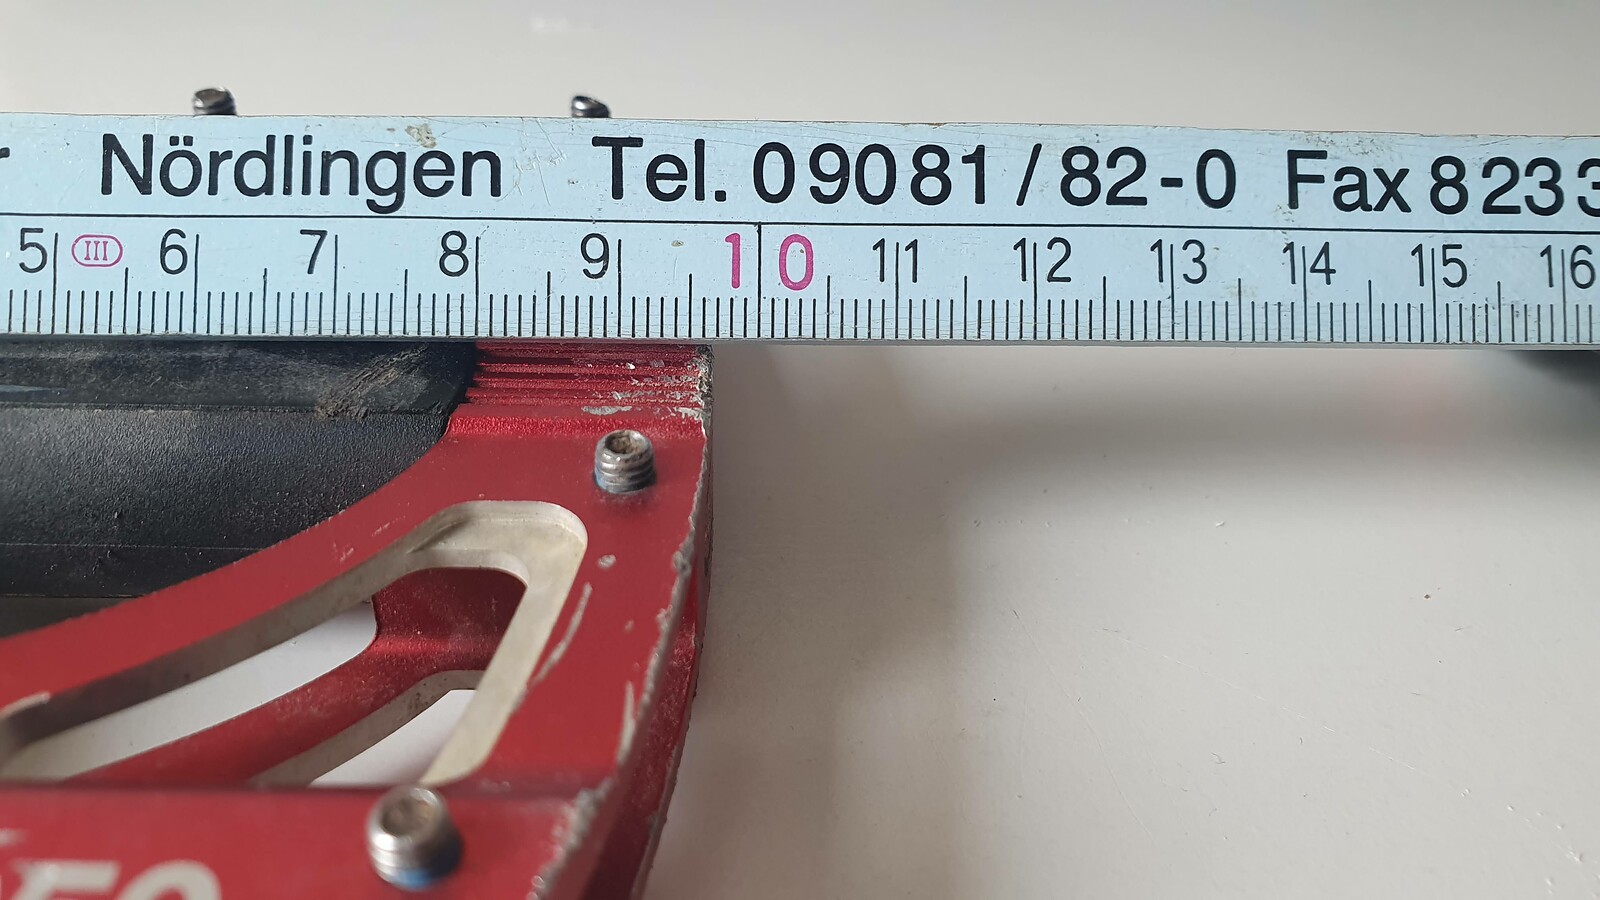 Nördlingen Tel. 09081/82-0 Fax 8233
5 III 6 7 8 9 10 11 12 13 14 15 16